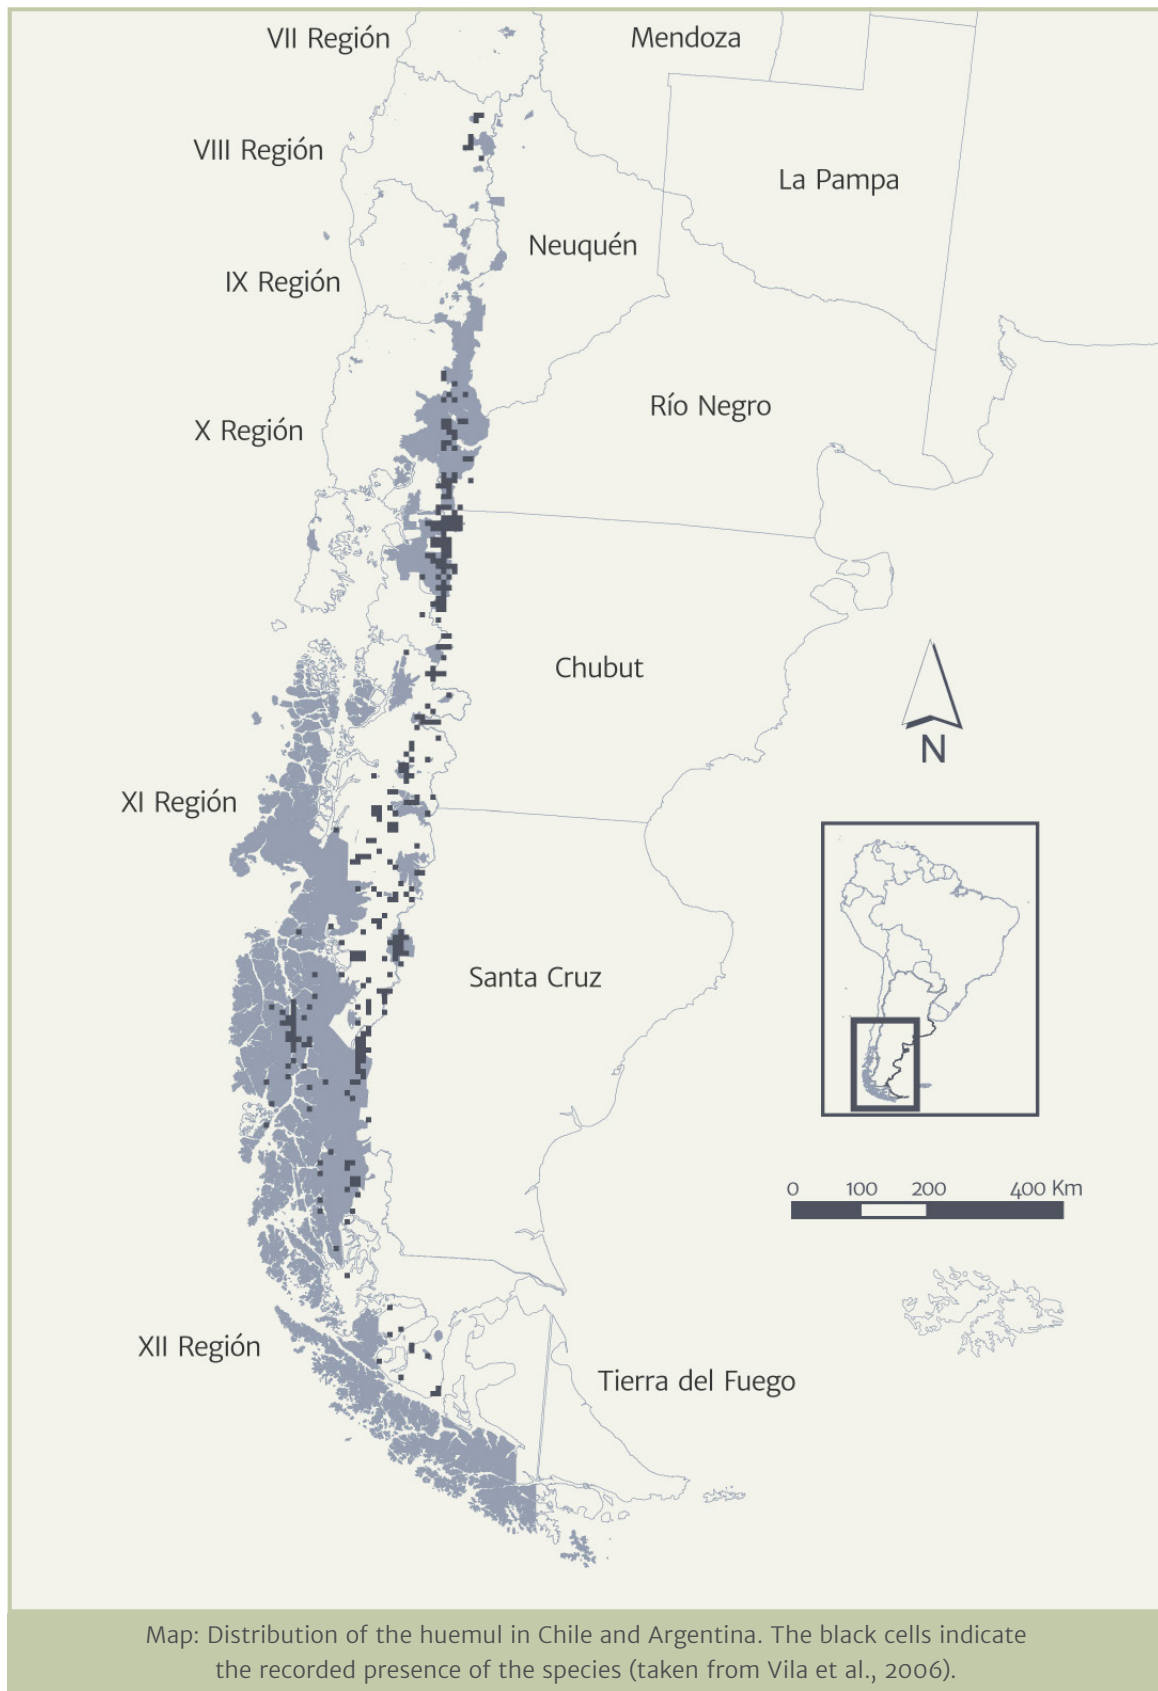 VII Región
Mendoza
VIII Región
La Pampa
Neuquén
IX Región
Río Negro
X Región
Chubut
N
XI Región
Santa Cruz
0 100 200 400 Km
XII Región
Tierra del Fuego
Map: Distribution of the huemul in Chile and Argentina. The black cells indicate
the recorded presence of the species (taken from Vila et al., 2006).